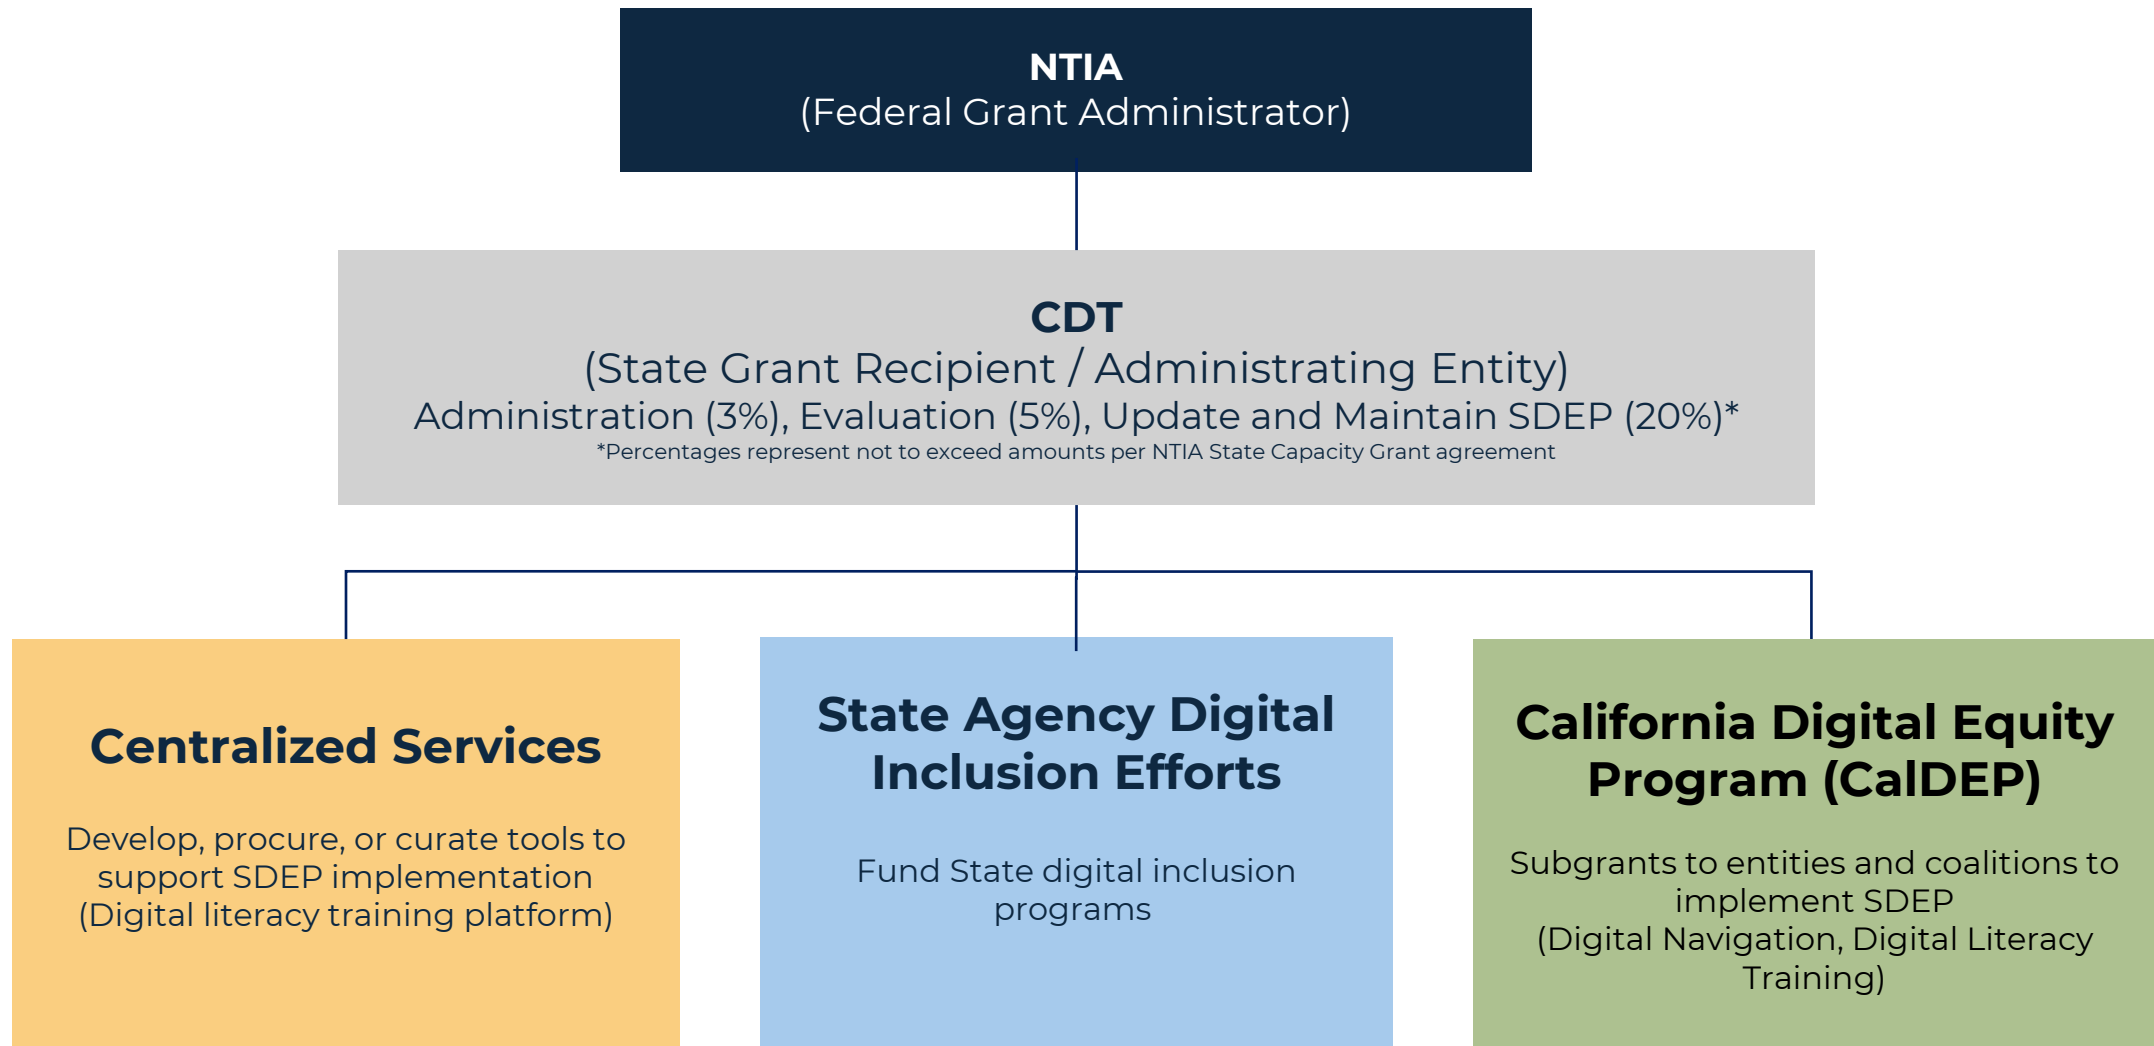 NTIA
(Federal Grant Administrator)
CDT
(State Grant Recipient / Administrating Entity)
Administration (3%), Evaluation (5%), Update and Maintain SDEP (20%)*
*Percentages represent not to exceed amounts per NTIA State Capacity Grant agreement
Centralized Services
Develop, procure, or curate tools to
support SDEP implementation
(Digital literacy training platform)
State Agency Digital
Inclusion Efforts
Fund State digital inclusion
programs
California Digital Equity
Program (CalDEP)
Subgrants to entities and coalitions to
implement SDEP
(Digital Navigation, Digital Literacy
Training)